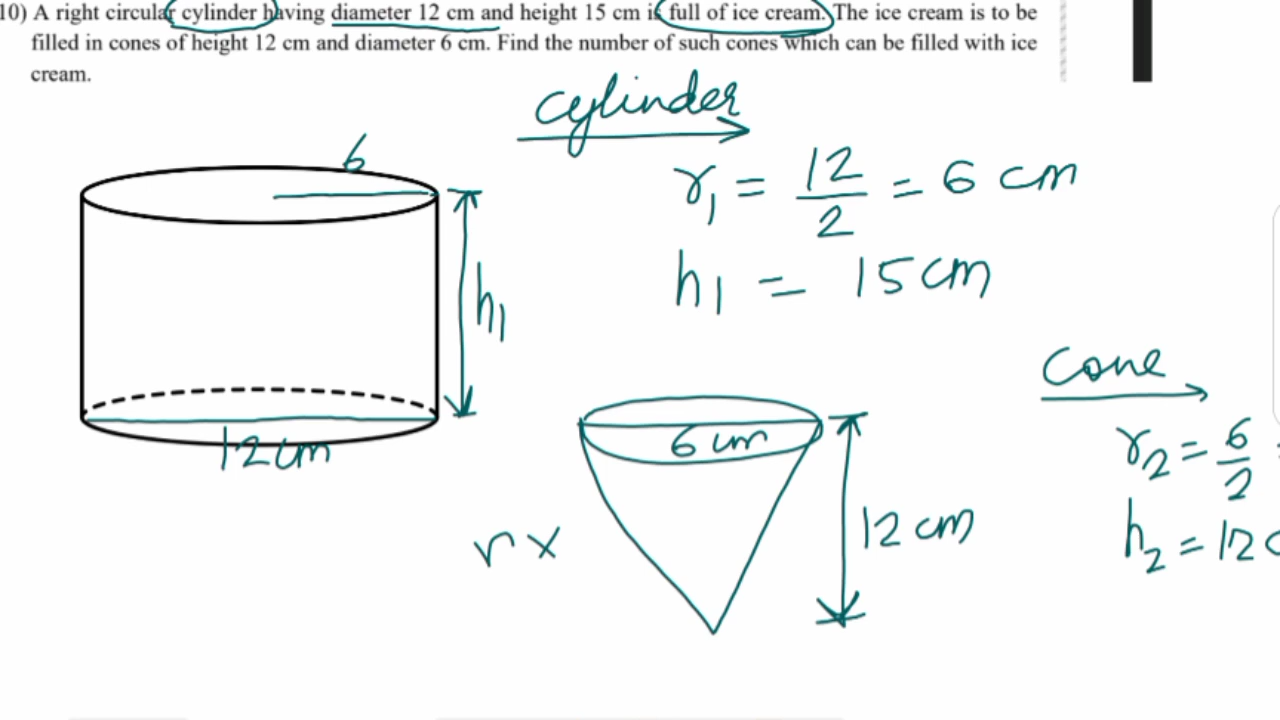 10) A right circular cylinder having diameter 12 cm and height 15 cm is full of ice cream. The ice cream is to be
filled in cones of height 12 cm and diameter 6 cm. Find the number of such cones which can be filled with ice
cream.
cylinder
6
r₁ = 12/2 = 6 cm
h₁ = 15 cm
h₁
12 cm
Cone
6 cm
r₂ = 6/2
12 cm
n x
h₂ = 12 c